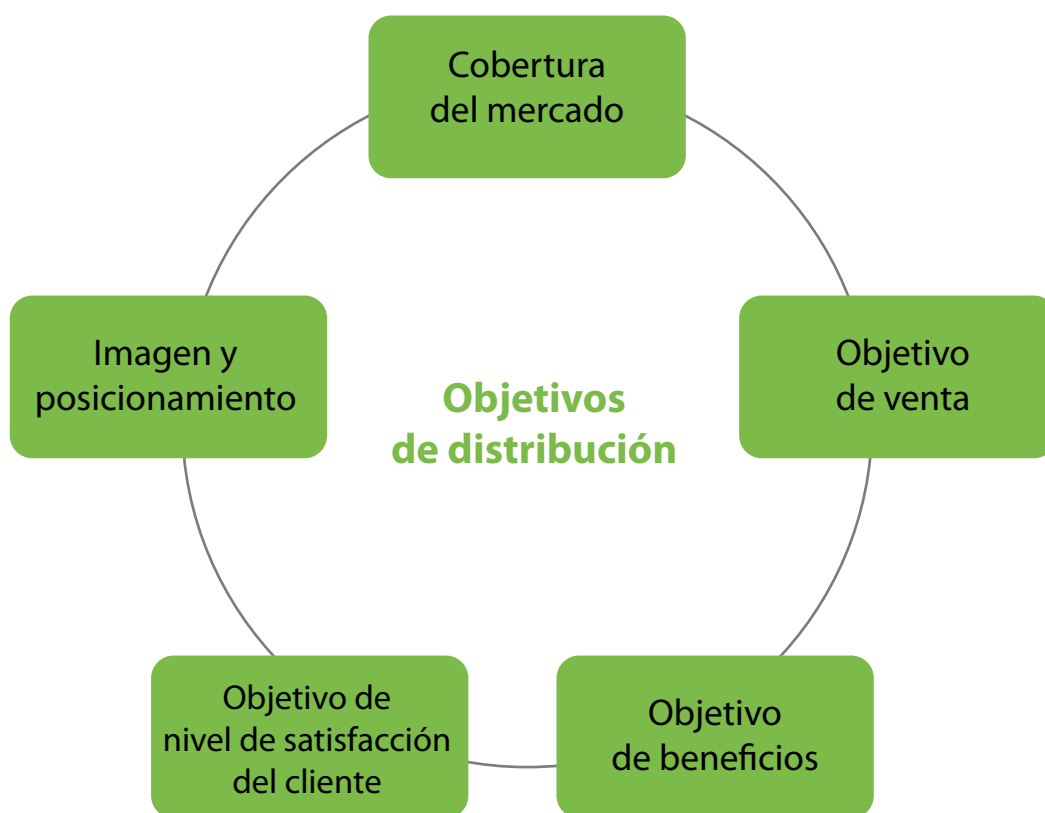 Cobertura
del mercado
Objetivo
de venta
Objetivo
de beneficios
Objetivo de
nivel de satisfacción
del cliente
Imagen y
posicionamiento
Objetivos
de distribución